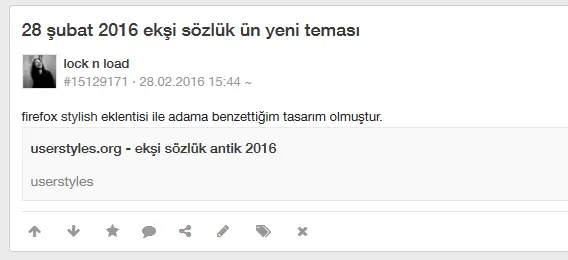 28 şubat 2016 ekşi sözlük ün yeni teması
lock n load
#15129171 · 28.02.2016 15:44 ~
firefox stylish eklentisi ile adama benzettiğim tasarım olmuştur.
userstyles.org - ekşi sözlük antik 2016
userstyles